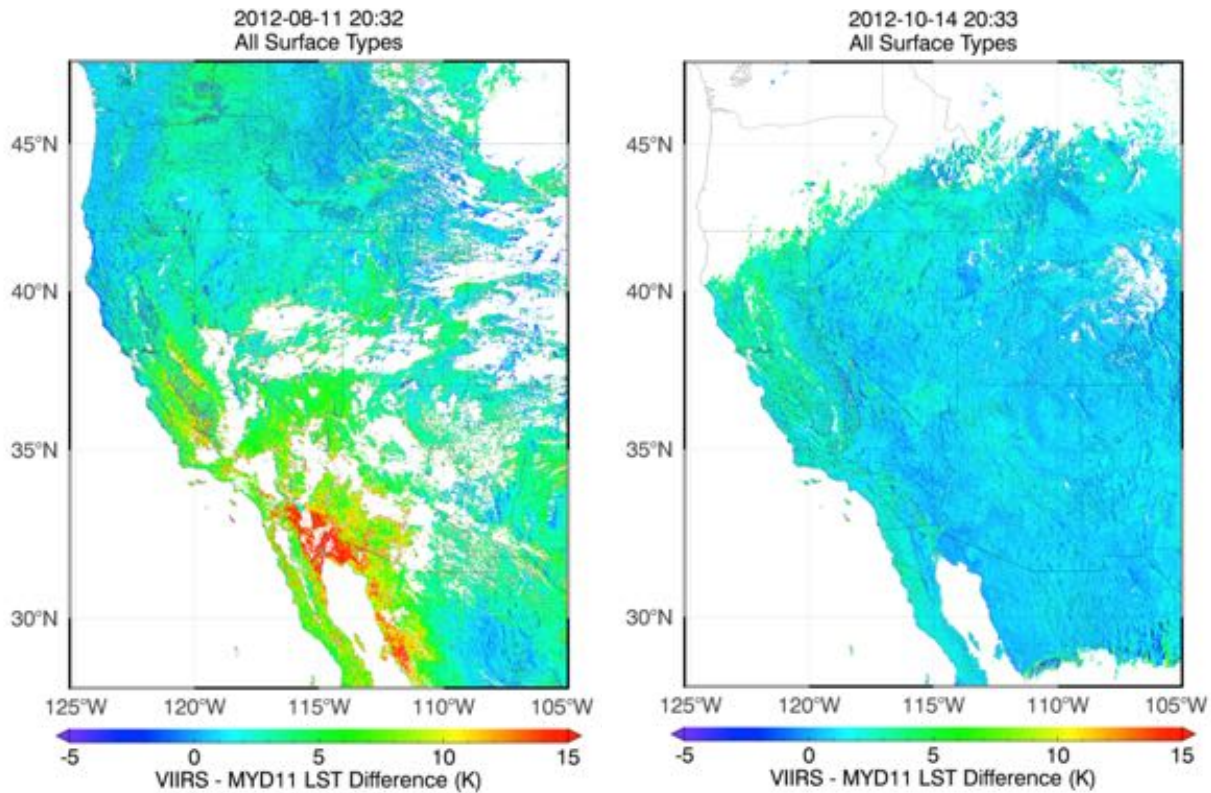 2012-08-11 20:32
All Surface Types
45°N
40°N
35°N
30°N
125°W 120°W 115°W 110°W 105°W
-5 0 5 10 15
VIIRS - MYD11 LST Difference (K)
2012-10-14 20:33
All Surface Types
45°N
40°N
35°N
30°N
125°W 120°W 115°W 110°W 105°W
-5 0 5 10 15
VIIRS - MYD11 LST Difference (K)